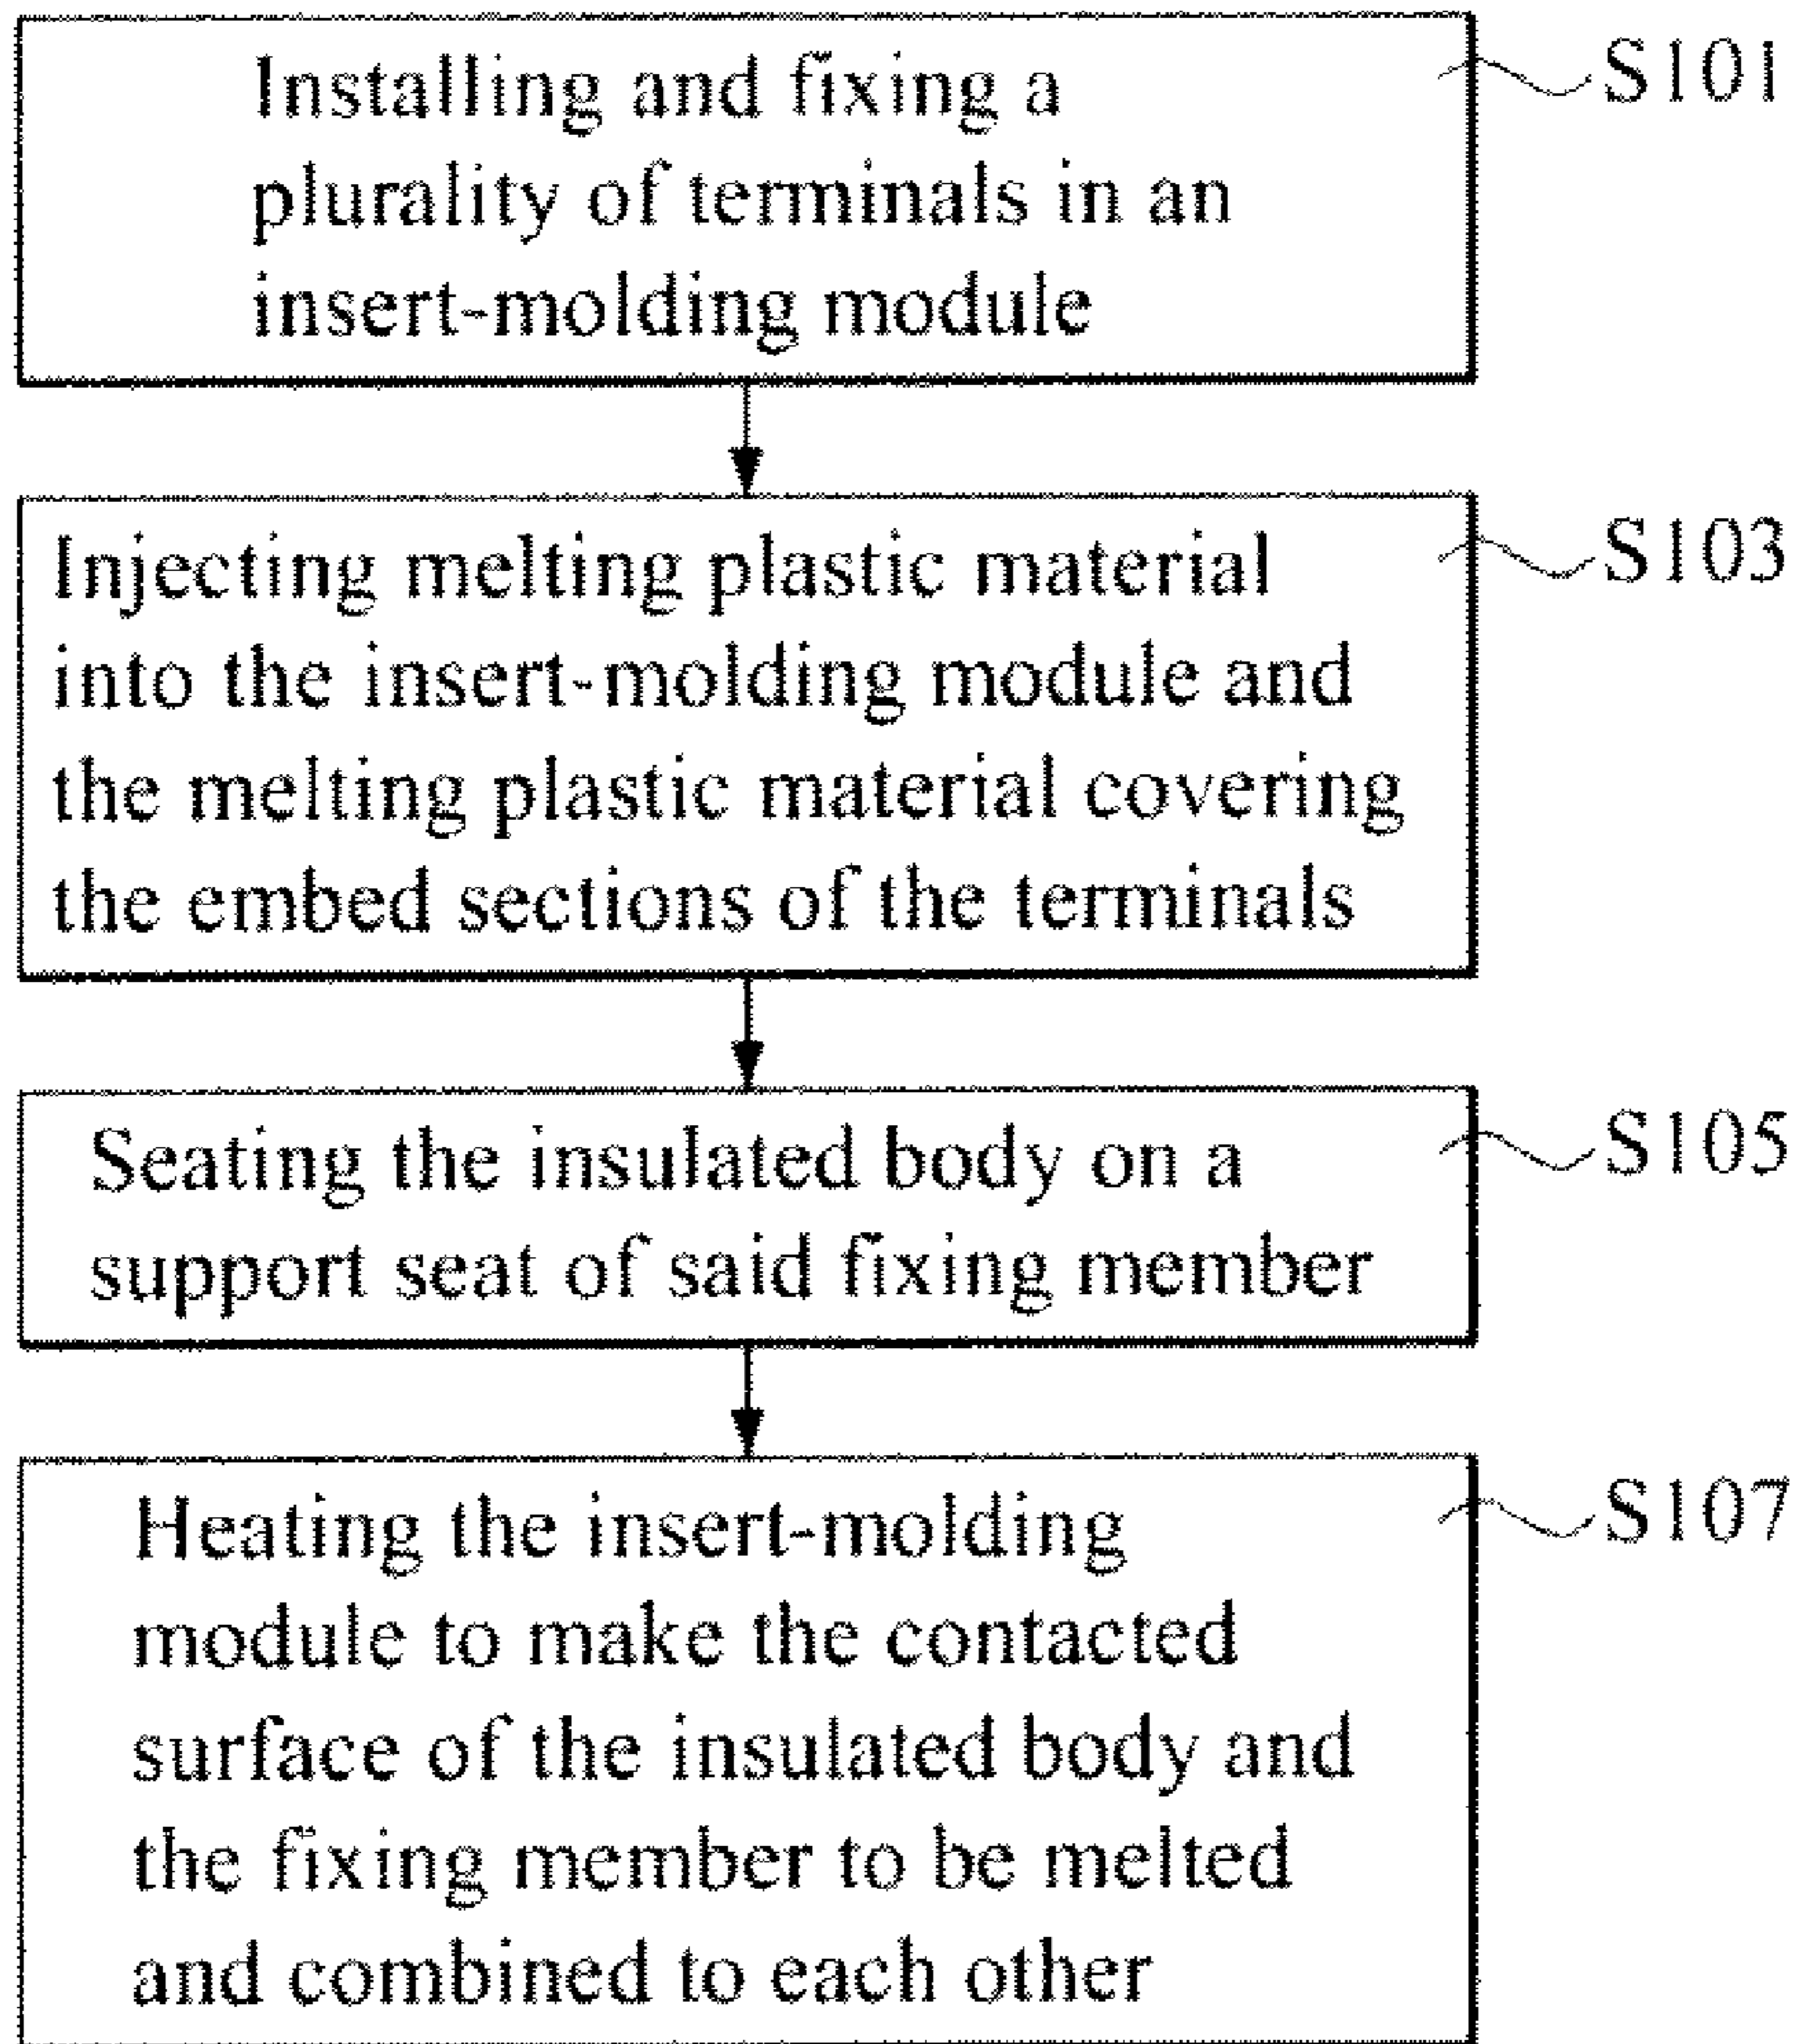 Installing and fixing a
plurality of terminals in an
insert-molding module
S101
Injecting melting plastic material
into the insert-molding module and
the melting plastic material covering
the embed sections of the terminals
S103
Seating the insulated body on a
support seat of said fixing member
S105
Heating the insert-molding
module to make the contacted
surface of the insulated body and
the fixing member to be melted
and combined to each other
S107